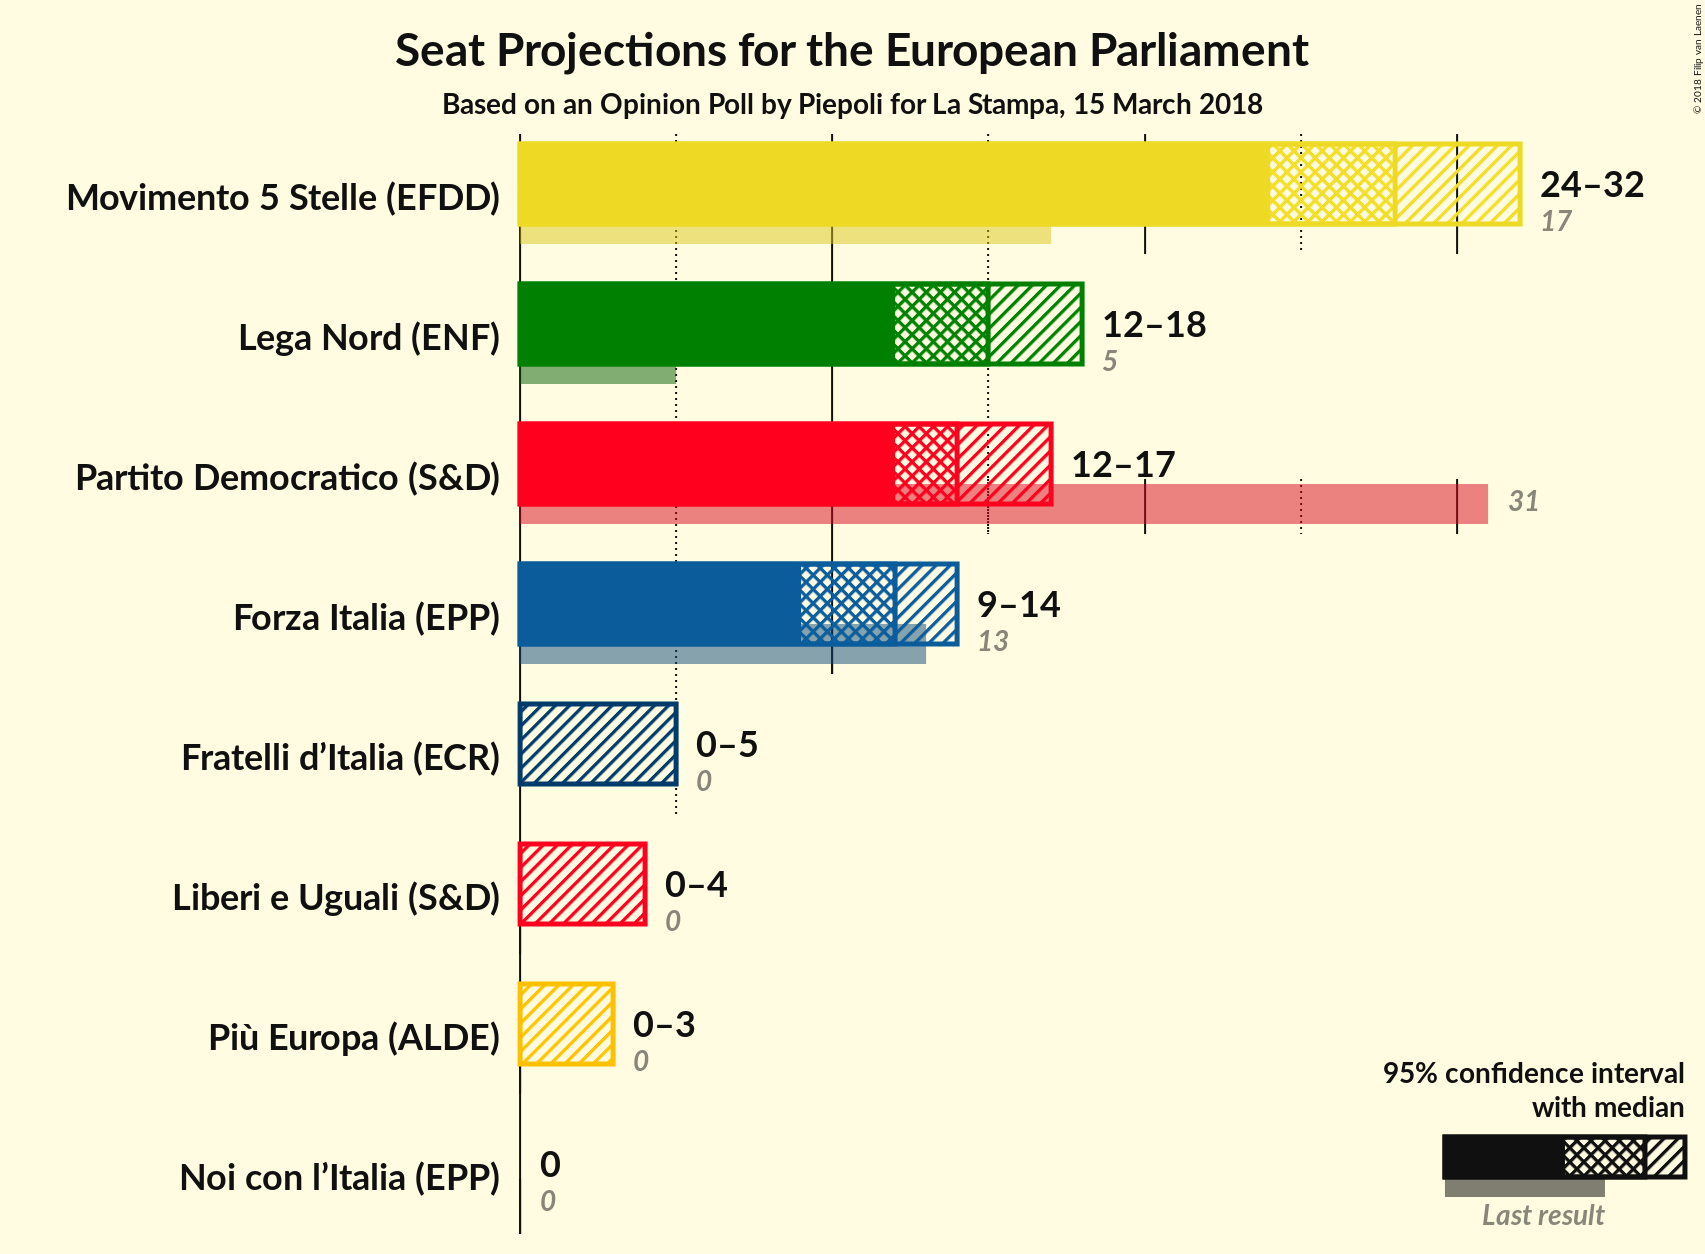 Seat Projections for the European Parliament
Based on an Opinion Poll by Piepoli for La Stampa, 15 March 2018
© 2018 Filip van Laenen
Movimento 5 Stelle (EFDD)
24–32
17
Lega Nord (ENF)
12–18
5
Partito Democratico (S&D)
12–17
31
Forza Italia (EPP)
9–14
13
Fratelli d’Italia (ECR)
0–5
0
Liberi e Uguali (S&D)
0–4
0
Più Europa (ALDE)
0–3
0
Noi con l’Italia (EPP)
0
0
95% confidence interval
with median
Last result